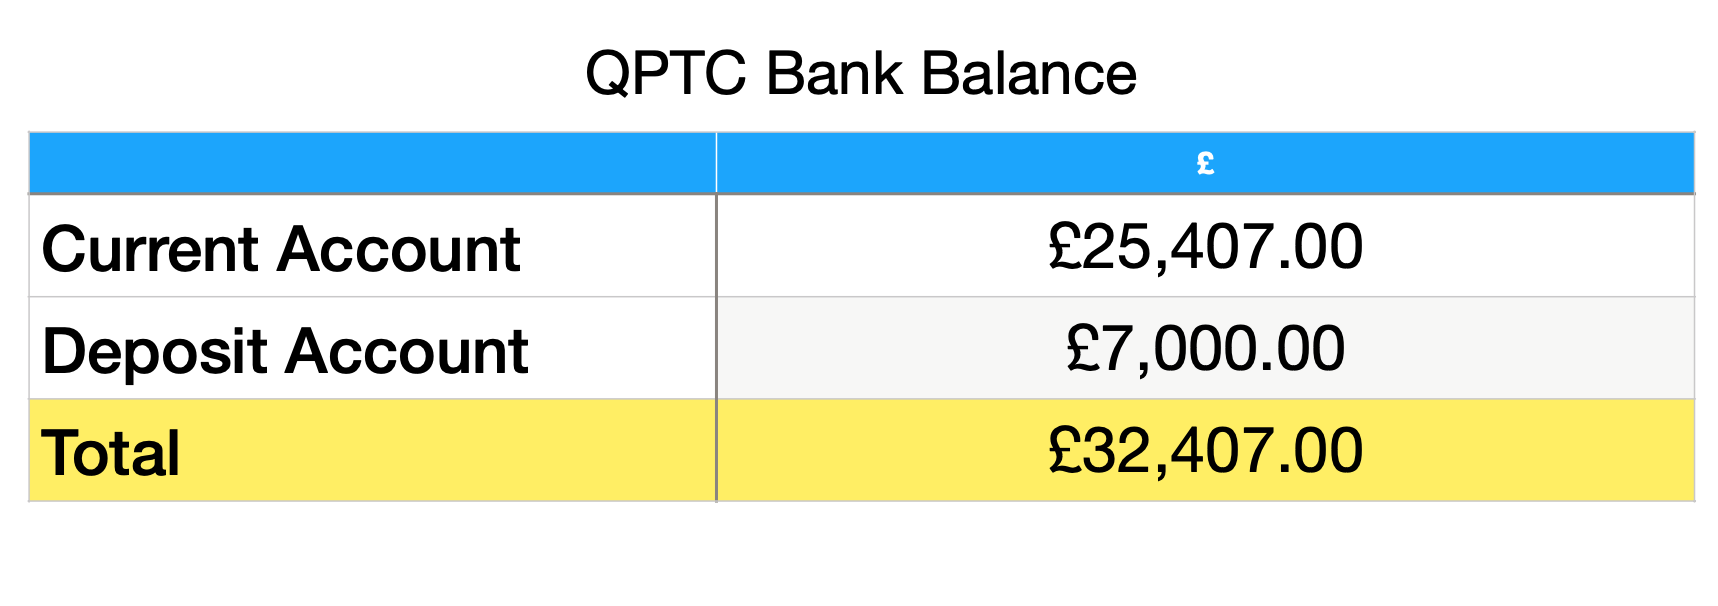 QPTC Bank Balance
£
Current Account £25,407.00
Deposit Account £7,000.00
Total £32,407.00